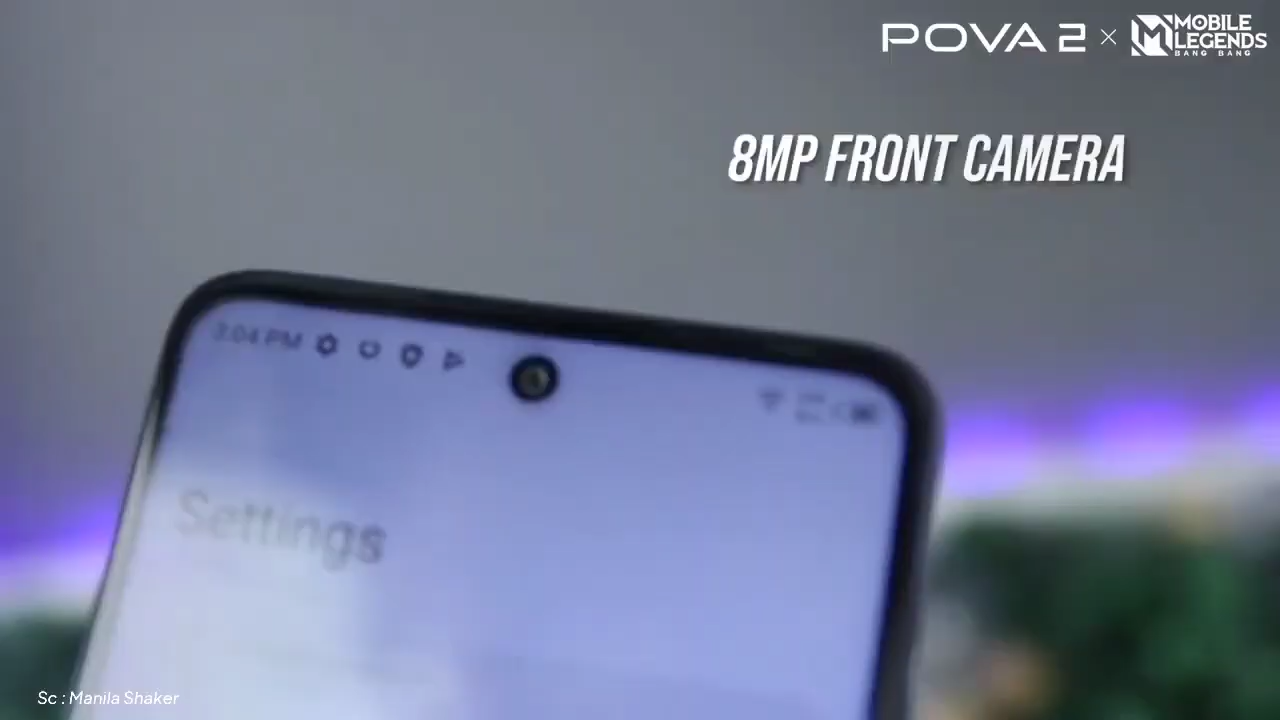 POVA 2 × MOBILE LEGENDS BANG BANG
8MP FRONT CAMERA
3:04 PM
Settings
Sc : Manila Shaker